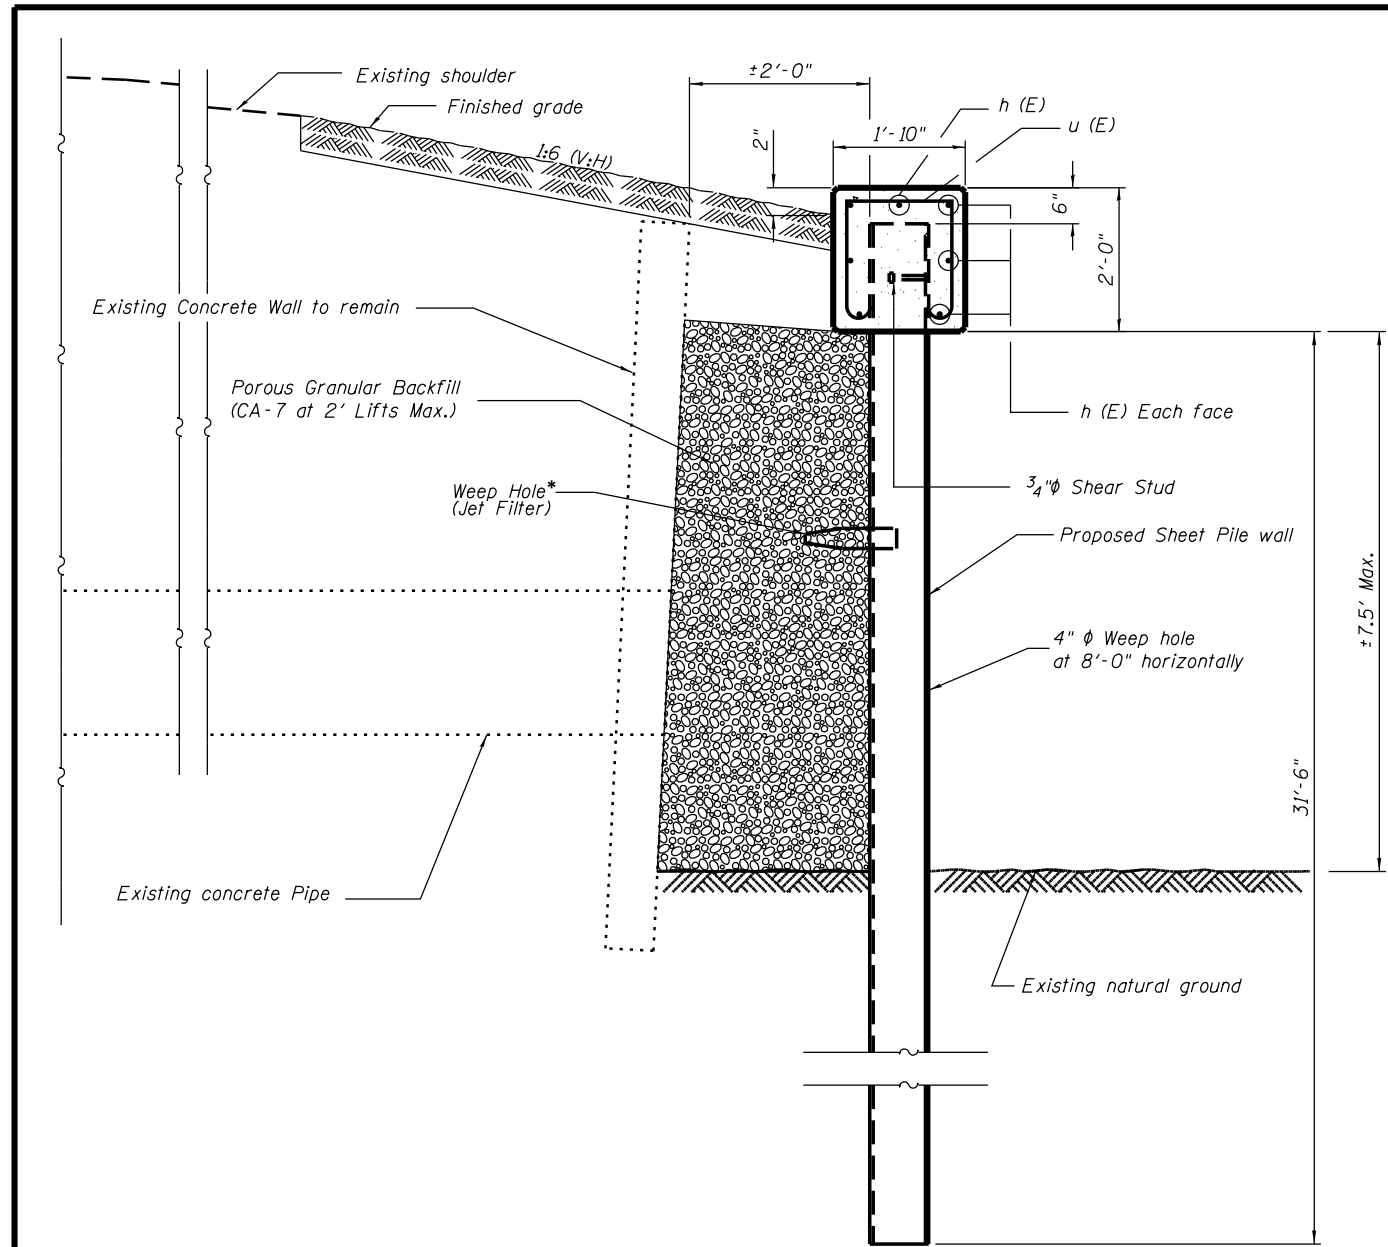 Existing shoulder
Finished grade
1:6 (V:H)
±2'-0"
2"
1'-10"
h (E)
u (E)
6"
2'-0"
Existing Concrete Wall to remain
Porous Granular Backfill
(CA-7 at 2' Lifts Max.)
Weep Hole*
(Jet Filter)
h (E) Each face
3/4"ϕ Shear Stud
Proposed Sheet Pile wall
4" ϕ Weep hole
at 8'-0" horizontally
±7.5' Max.
31'-6"
Existing concrete Pipe
Existing natural ground